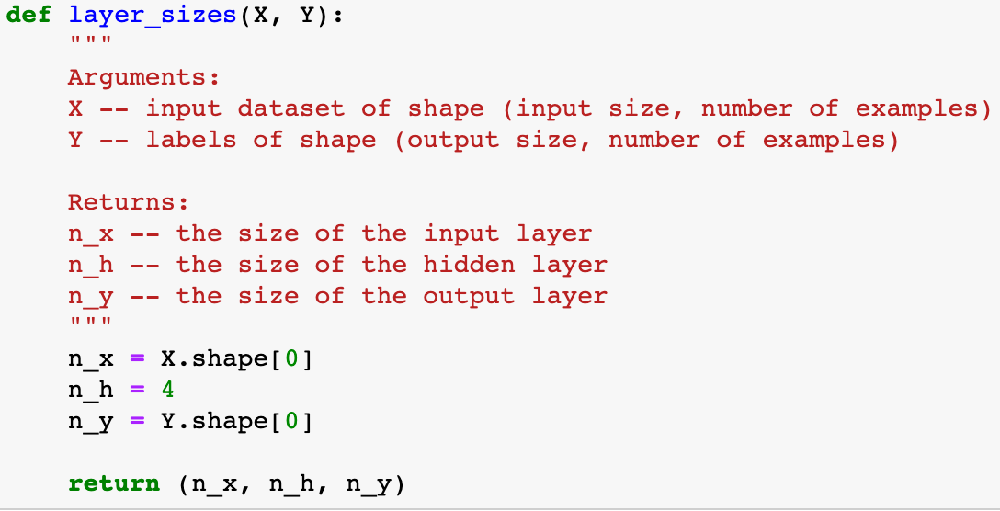 def layer_sizes(X, Y):
    """
    Arguments:
    X -- input dataset of shape (input size, number of examples)
    Y -- labels of shape (output size, number of examples)

    Returns:
    n_x -- the size of the input layer
    n_h -- the size of the hidden layer
    n_y -- the size of the output layer
    """
    n_x = X.shape[0]
    n_h = 4
    n_y = Y.shape[0]

    return (n_x, n_h, n_y)